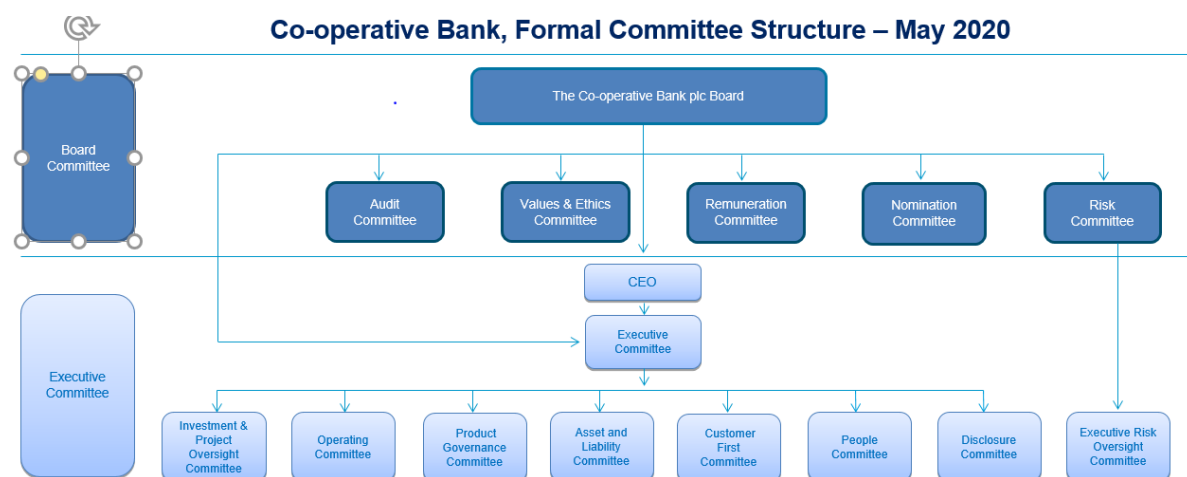 Co-operative Bank, Formal Committee Structure – May 2020
The Co-operative Bank plc Board
Board
Committee
Audit
Committee
Values & Ethics
Committee
Remuneration
Committee
Nomination
Committee
Risk
Committee
CEO
Executive
Committee
Executive
Committee
Investment &
Project
Oversight
Committee
Operating
Committee
Product
Governance
Committee
Asset and
Liability
Committee
Customer
First
Committee
People
Committee
Disclosure
Committee
Executive Risk
Oversight
Committee